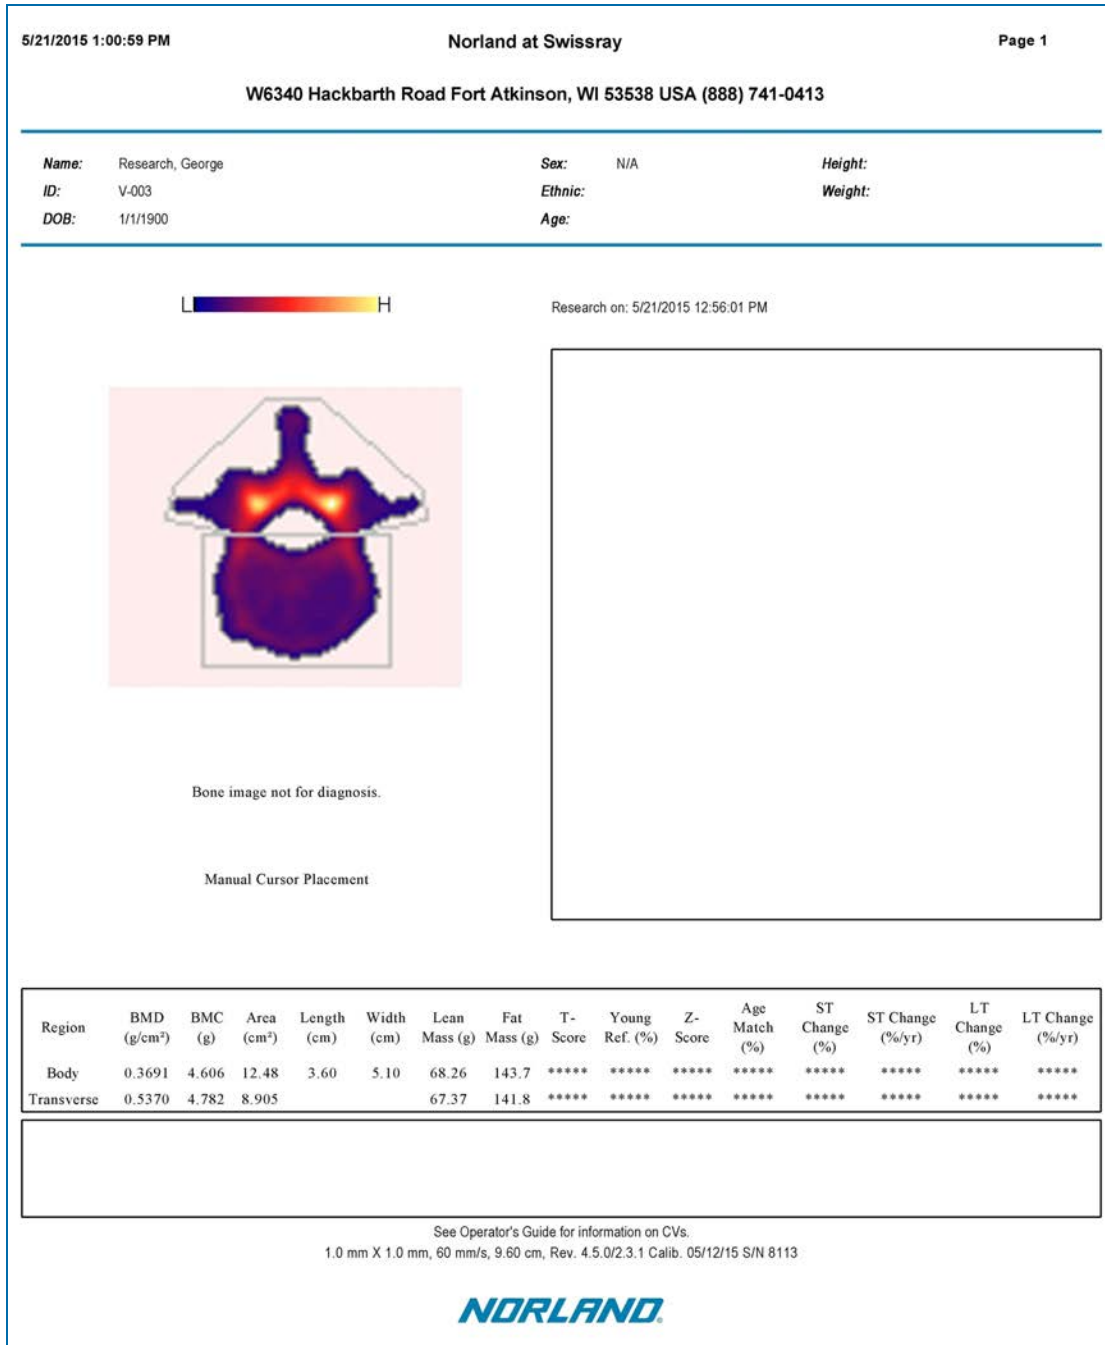 5/21/2015 1:00:59 PM Norland at Swissray Page 1
W6340 Hackbarth Road Fort Atkinson, WI 53538 USA (888) 741-0413
Name: Research, George Sex: N/A Height:
ID: V-003 Ethnic: Weight:
DOB: 1/1/1900 Age:
L H
Research on: 5/21/2015 12:56:01 PM
Bone image not for diagnosis.
Manual Cursor Placement
Region BMD (g/cm²) BMC (g) Area (cm²) Length (cm) Width (cm) Lean Mass (g) Fat Mass (g) T-Score Young Ref. (%) Z-Score Age Match (%) ST Change (%) ST Change (%/yr) LT Change (%) LT Change (%/yr)
Body 0.3691 4.606 12.48 3.60 5.10 68.26 143.7 ***** ***** ***** ***** ***** ***** ***** *****
Transverse 0.5370 4.782 8.905 67.37 141.8 ***** ***** ***** ***** ***** ***** ***** *****
See Operator's Guide for information on CVs.
1.0 mm X 1.0 mm, 60 mm/s, 9.60 cm, Rev. 4.5.0/2.3.1 Calib. 05/12/15 S/N 8113
NORLAND®